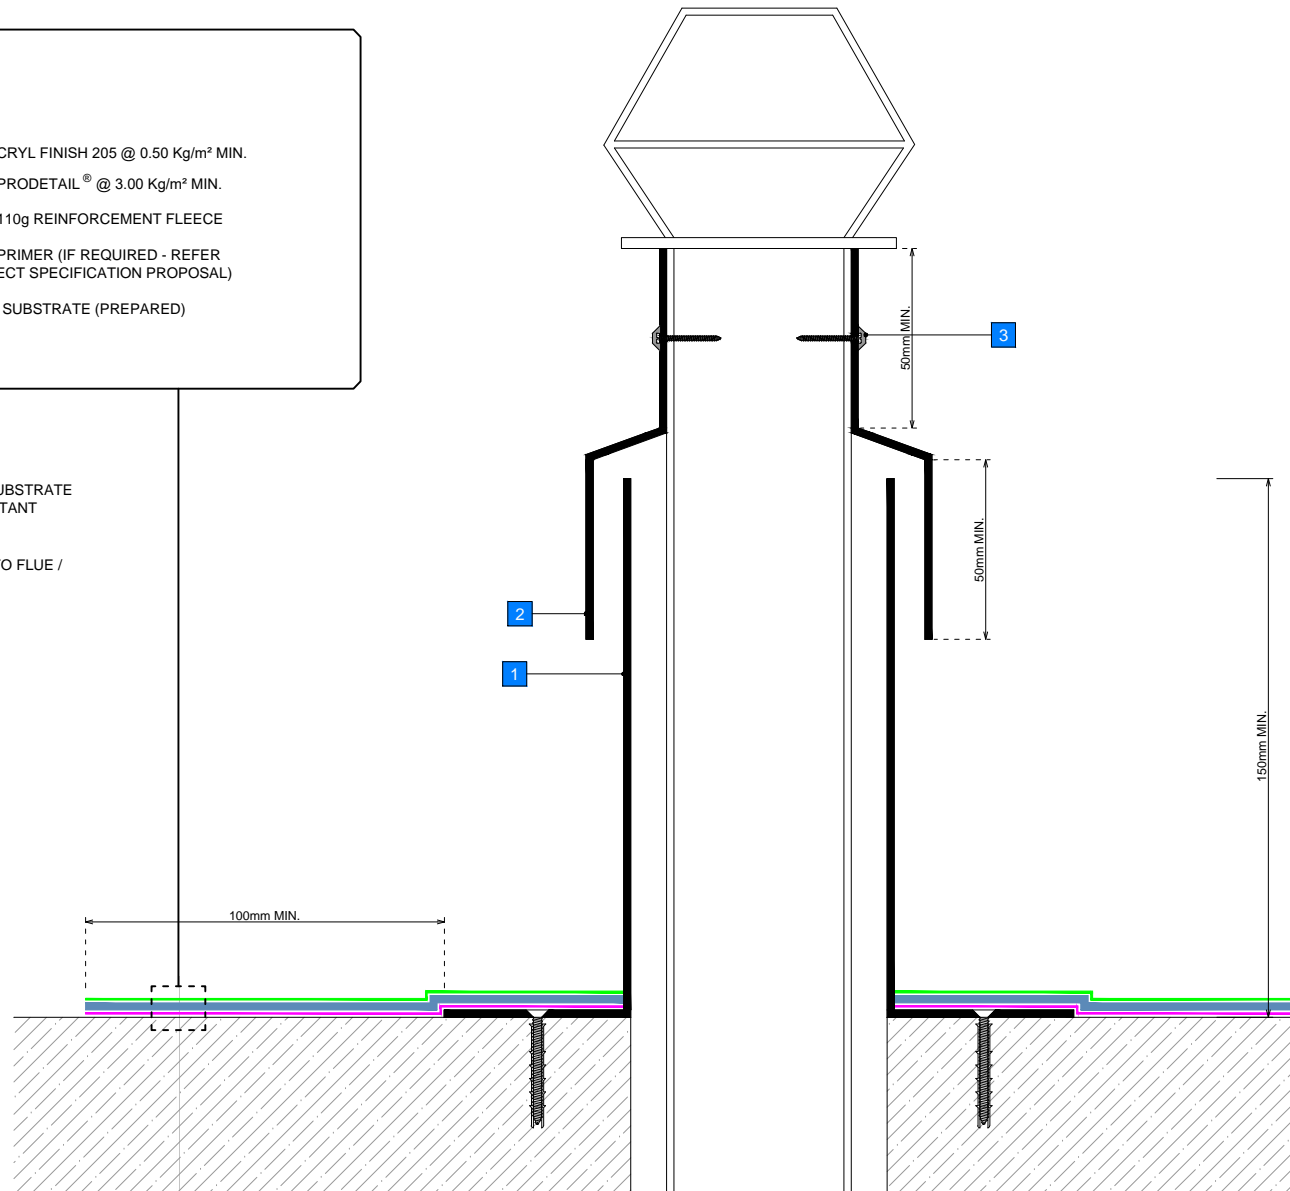 CRYL FINISH 205 @ 0.50 Kg/m² MIN.
PRODETAIL® @ 3.00 Kg/m² MIN.
110g REINFORCEMENT FLEECE
PRIMER (IF REQUIRED - REFER
ECT SPECIFICATION PROPOSAL)
SUBSTRATE (PREPARED)
UBSTRATE
TANT
O FLUE /
50mm MIN.
3
50mm MIN.
2
1
150mm MIN.
100mm MIN.